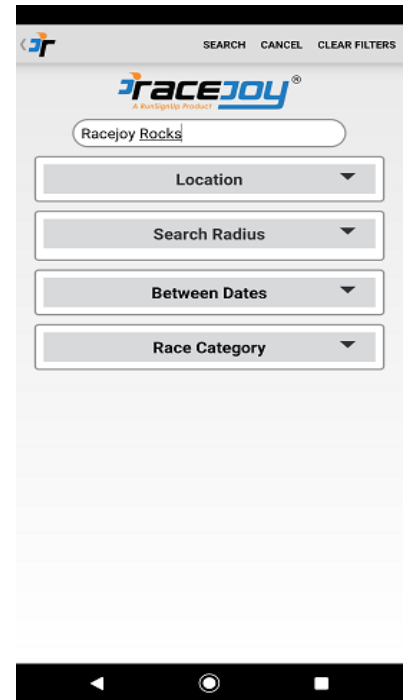 SEARCH CANCEL CLEAR FILTERS
racejoy®
A RunSignUp Product
Racejoy Rocks
Location
Search Radius
Between Dates
Race Category